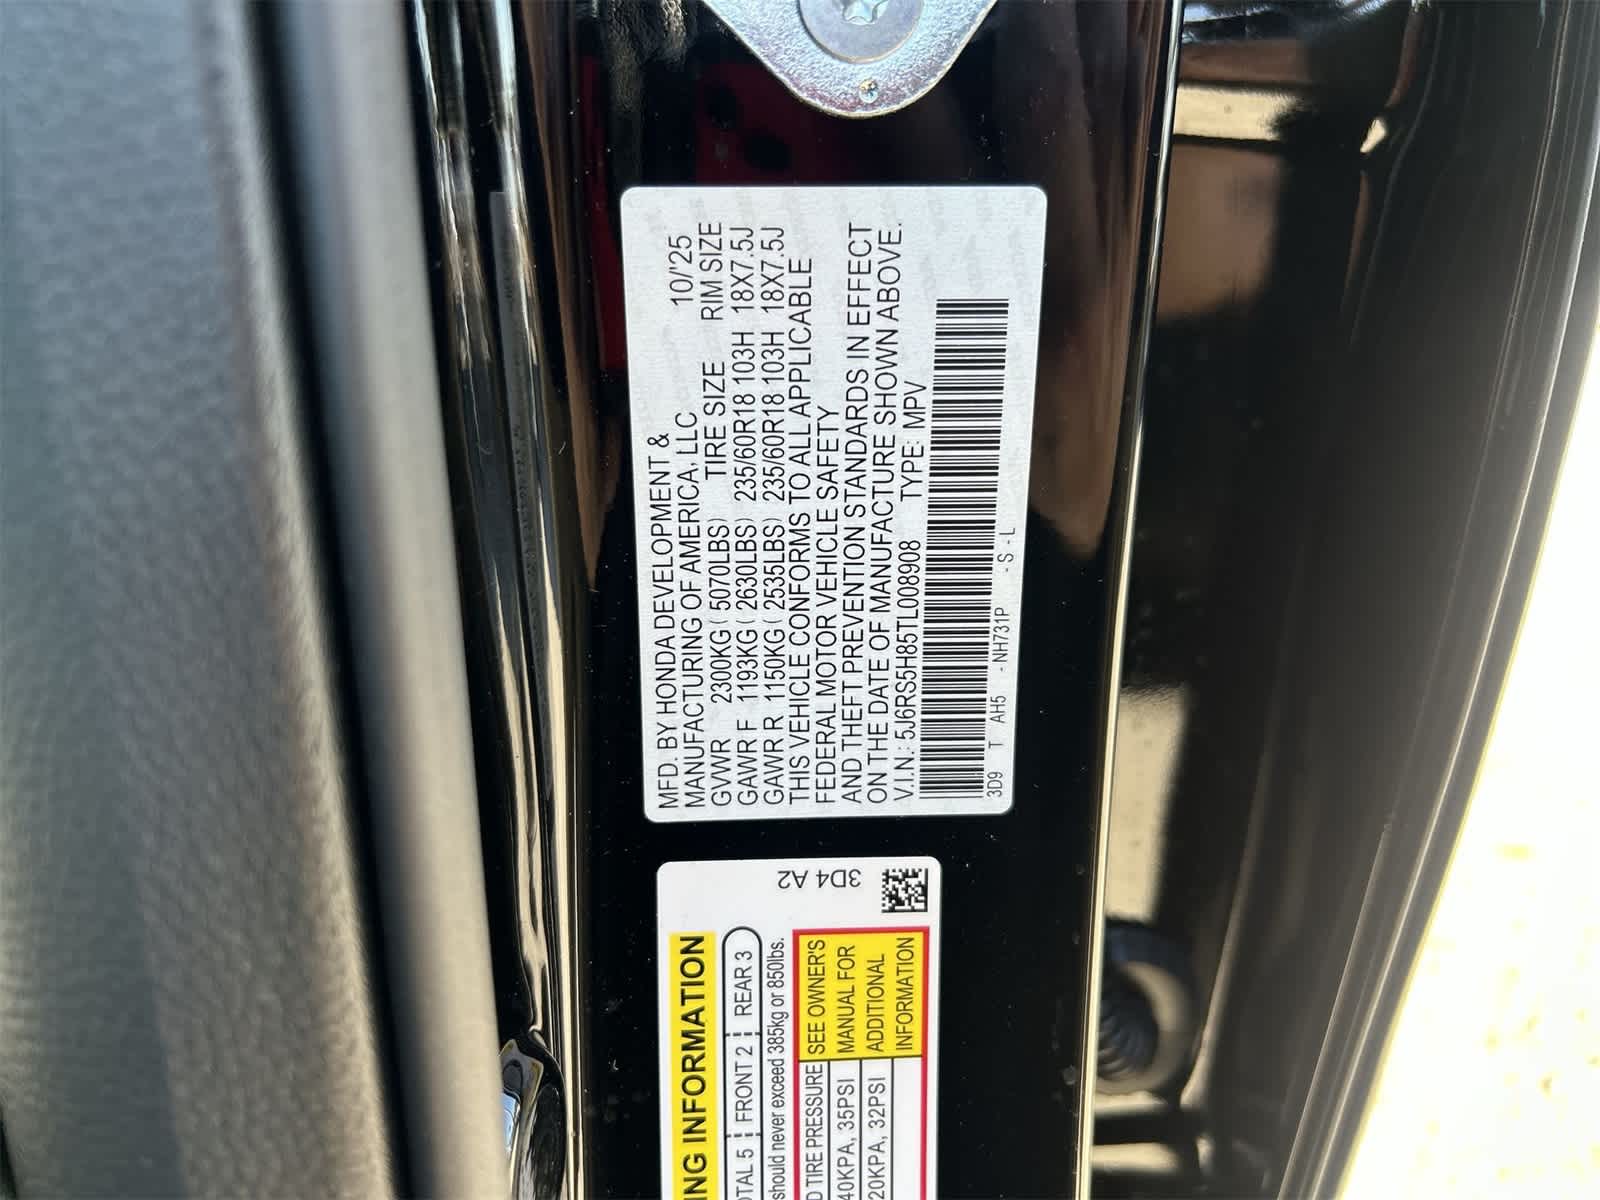 MFD. BY HONDA DEVELOPMENT &
MANUFACTURING OF AMERICA, LLC 10/'25
GVWR 2300KG ( 5070LBS) TIRE SIZE RIM SIZE
GAWR F 1193KG ( 2630LBS) 235/60R18 103H 18X7.5J
GAWR R 1150KG ( 2535LBS) 235/60R18 103H 18X7.5J
THIS VEHICLE CONFORMS TO ALL APPLICABLE
FEDERAL MOTOR VEHICLE SAFETY
AND THEFT PREVENTION STANDARDS IN EFFECT
ON THE DATE OF MANUFACTURE SHOWN ABOVE.
V.I.N.: 5J6RS5H85TL008908 TYPE: MPV
3D9 T AH5 - NH731P - S - L
3D4 A2
NG INFORMATION
OTAL 5 FRONT 2 REAR 3
should never exceed 385kg or 850lbs.
D TIRE PRESSURE
40KPA, 35PSI
20KPA, 32PSI
SEE OWNER'S
MANUAL FOR
ADDITIONAL
INFORMATION